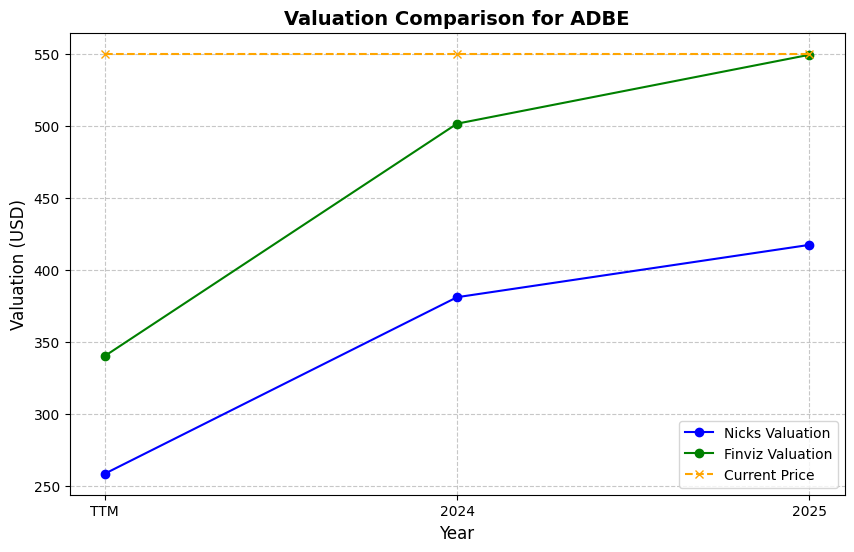 Valuation Comparison for ADBE
Valuation (USD)
550
500
450
400
350
300
250
TTM
2024
2025
Year
Nicks Valuation
Finviz Valuation
Current Price